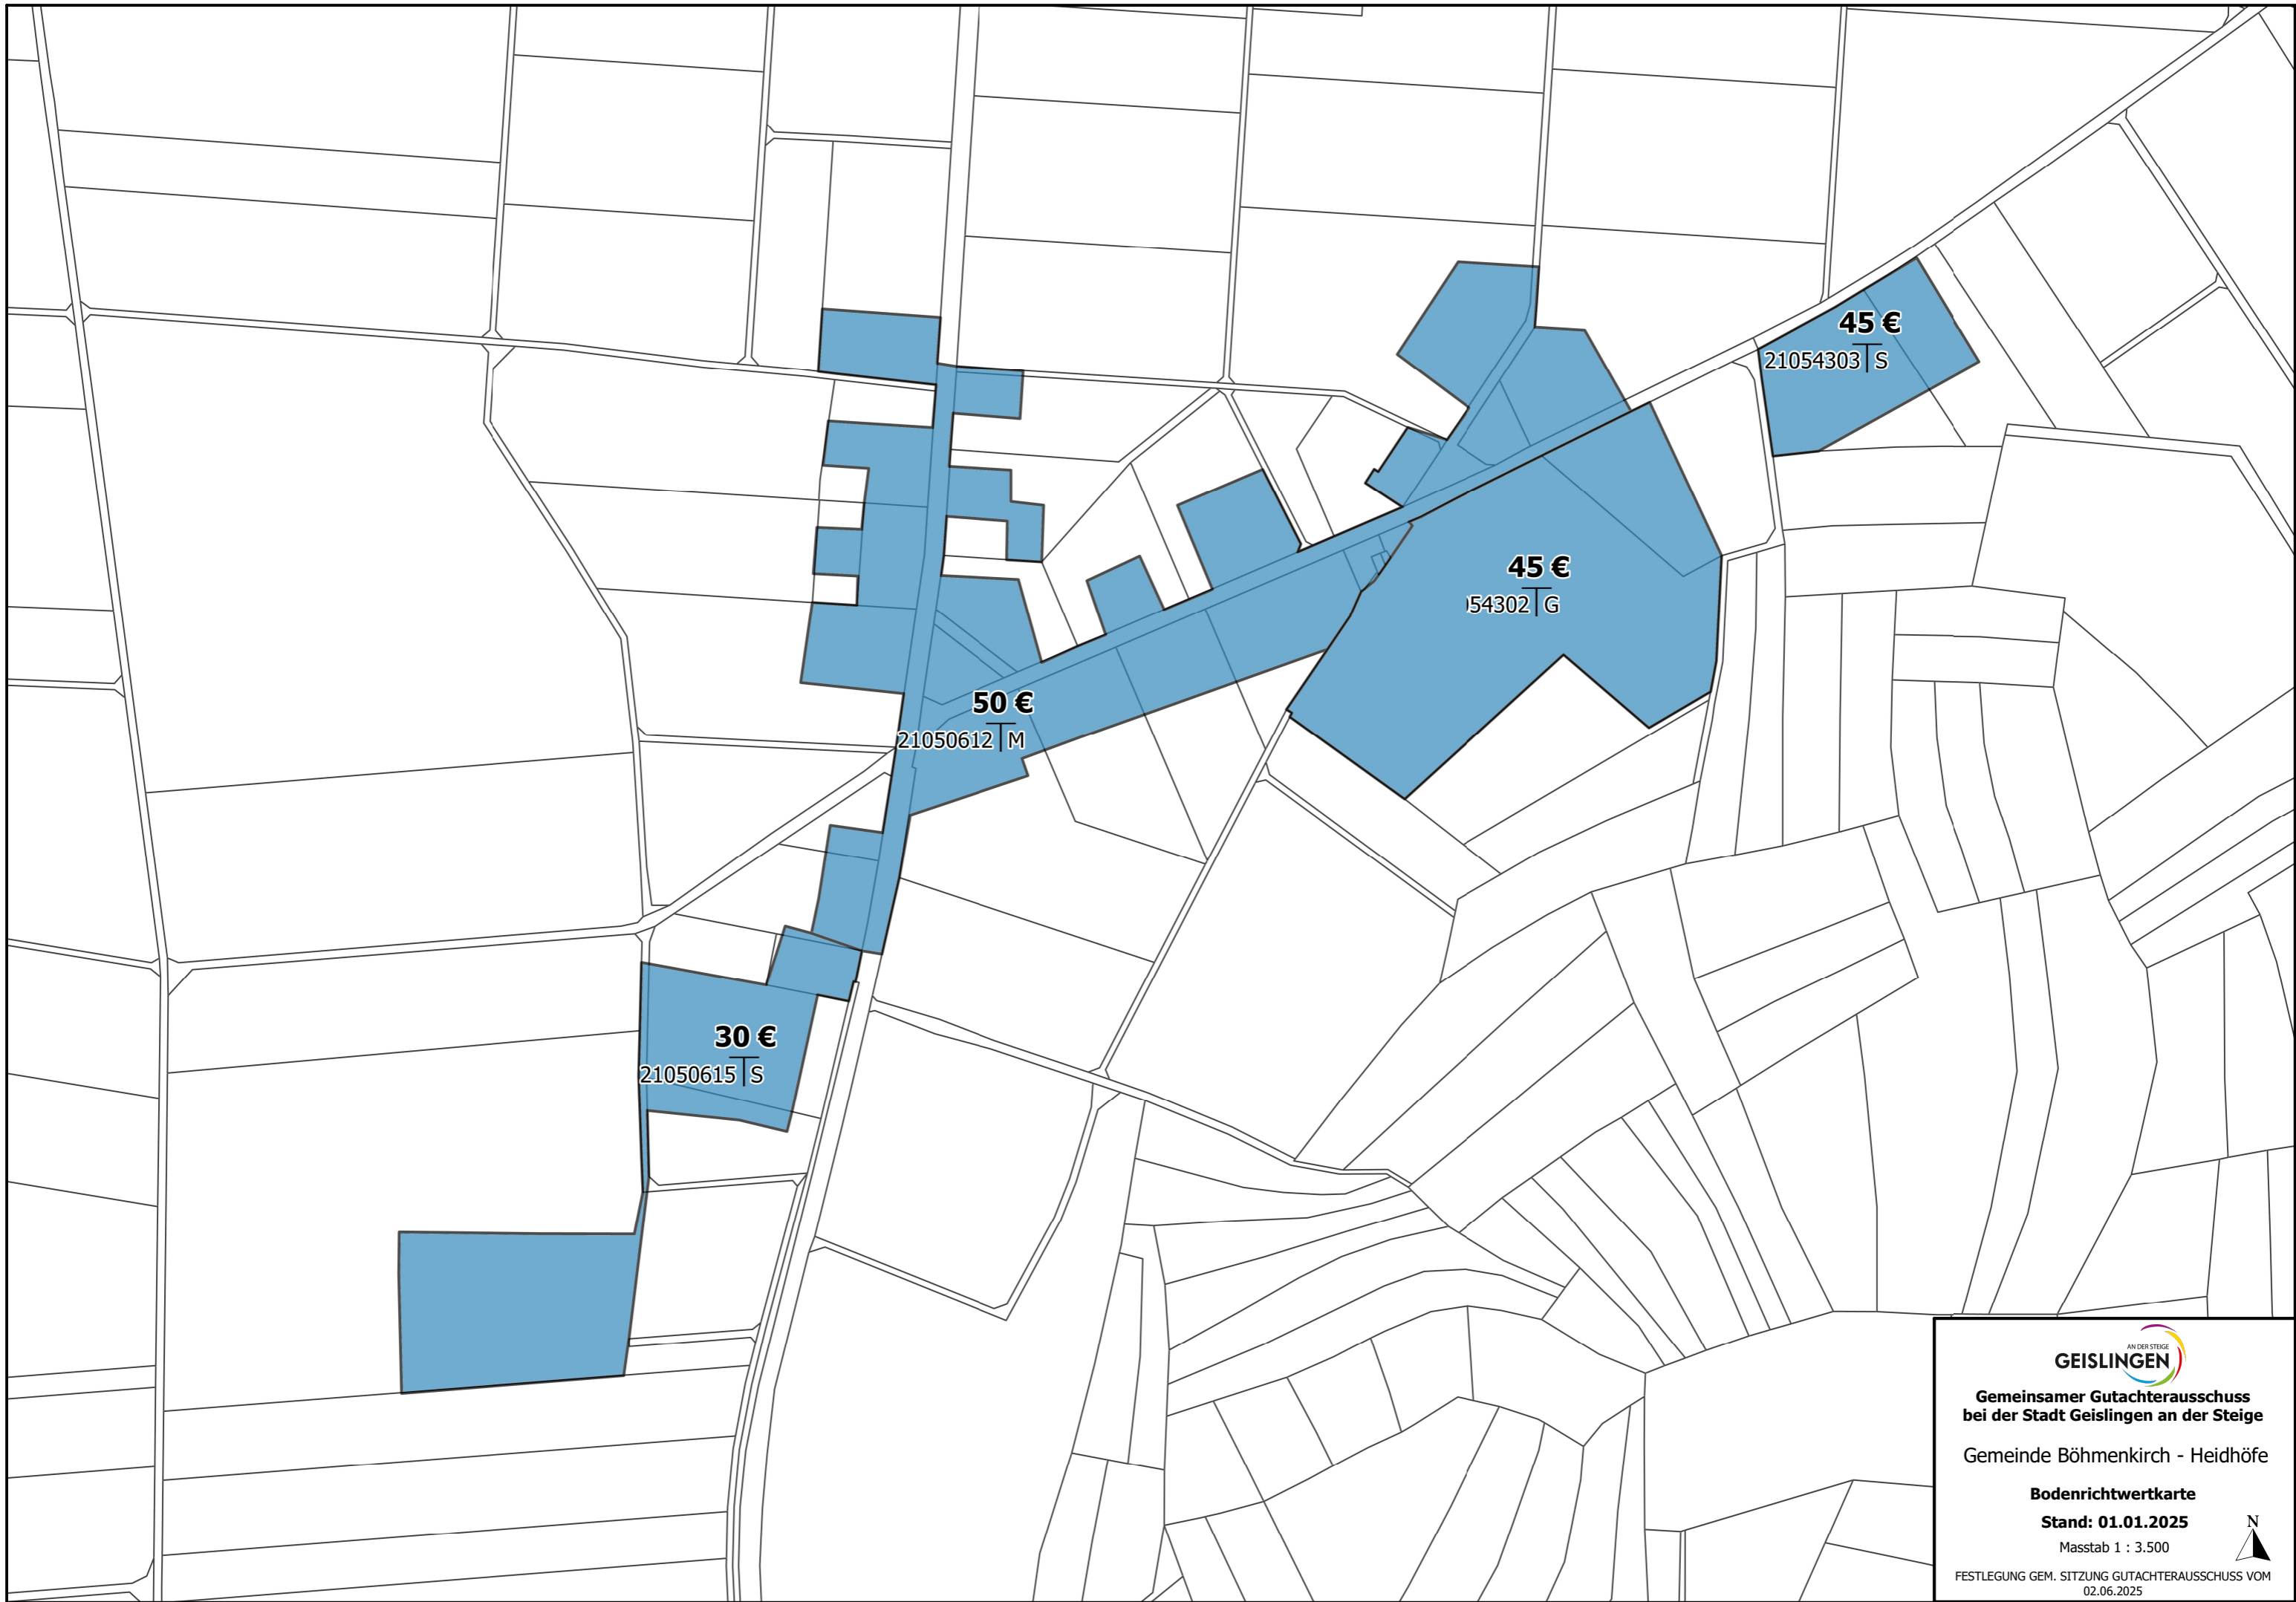 45 €
21054303 S
45 €
54302 G
50 €
21050612 M
30 €
21050615 S
AN DER STEIGE
GEISLINGEN
Gemeinsamer Gutachterausschuss
bei der Stadt Geislingen an der Steige
Gemeinde Böhmenkirch - Heidhöfe
Bodenrichtwertkarte
Stand: 01.01.2025
Masstab 1 : 3.500
N
FESTLEGUNG GEM. SITZUNG GUTACHTERAUSSCHUSS VOM
02.06.2025